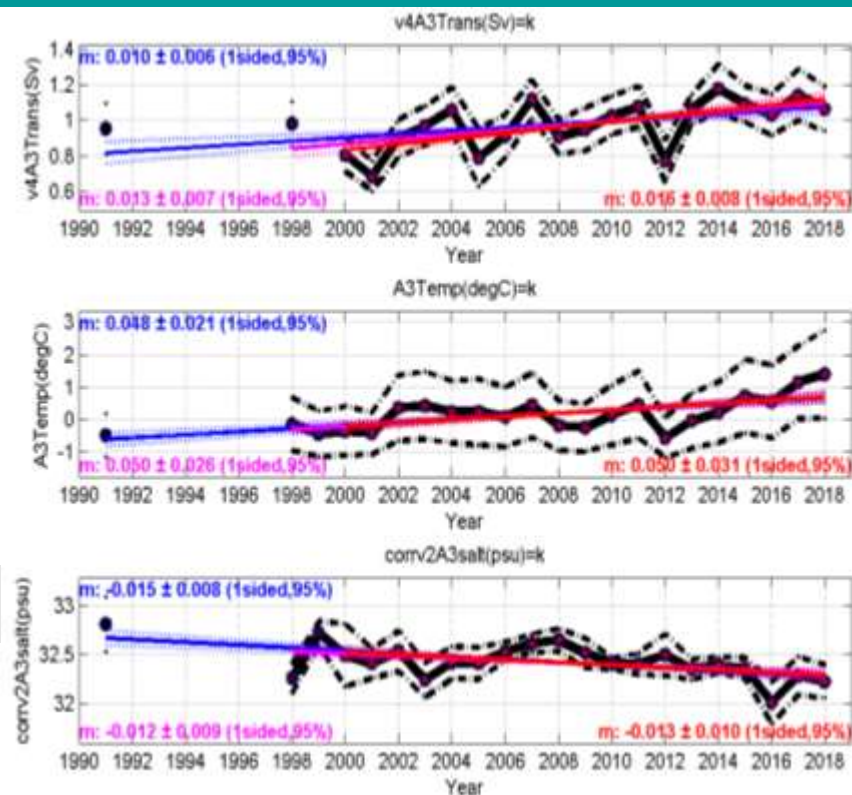 v4A3Trans(Sv)=k
m: 0.010 ± 0.006 (1sided,95%)
v4A3Trans(Sv)
1.4
1.2
1
0.8
0.6
m: 0.013 ± 0.007 (1sided,95%)
m: 0.016 ± 0.008 (1sided,95%)
1990 1992 1994 1996 1998 2000 2002 2004 2006 2008 2010 2012 2014 2016 2018
Year
A3Temp(degC)=k
m: 0.048 ± 0.021 (1sided,95%)
A3Temp(degC)
3
2
1
0
-1
m: 0.050 ± 0.026 (1sided,95%)
m: 0.050 ± 0.031 (1sided,95%)
1990 1992 1994 1996 1998 2000 2002 2004 2006 2008 2010 2012 2014 2016 2018
Year
corrv2A3salt(psu)=k
m: -0.015 ± 0.008 (1sided,95%)
corrv2A3salt(psu)
33
32.5
32
m: -0.012 ± 0.009 (1sided,95%)
m: -0.013 ± 0.010 (1sided,95%)
1990 1992 1994 1996 1998 2000 2002 2004 2006 2008 2010 2012 2014 2016 2018
Year